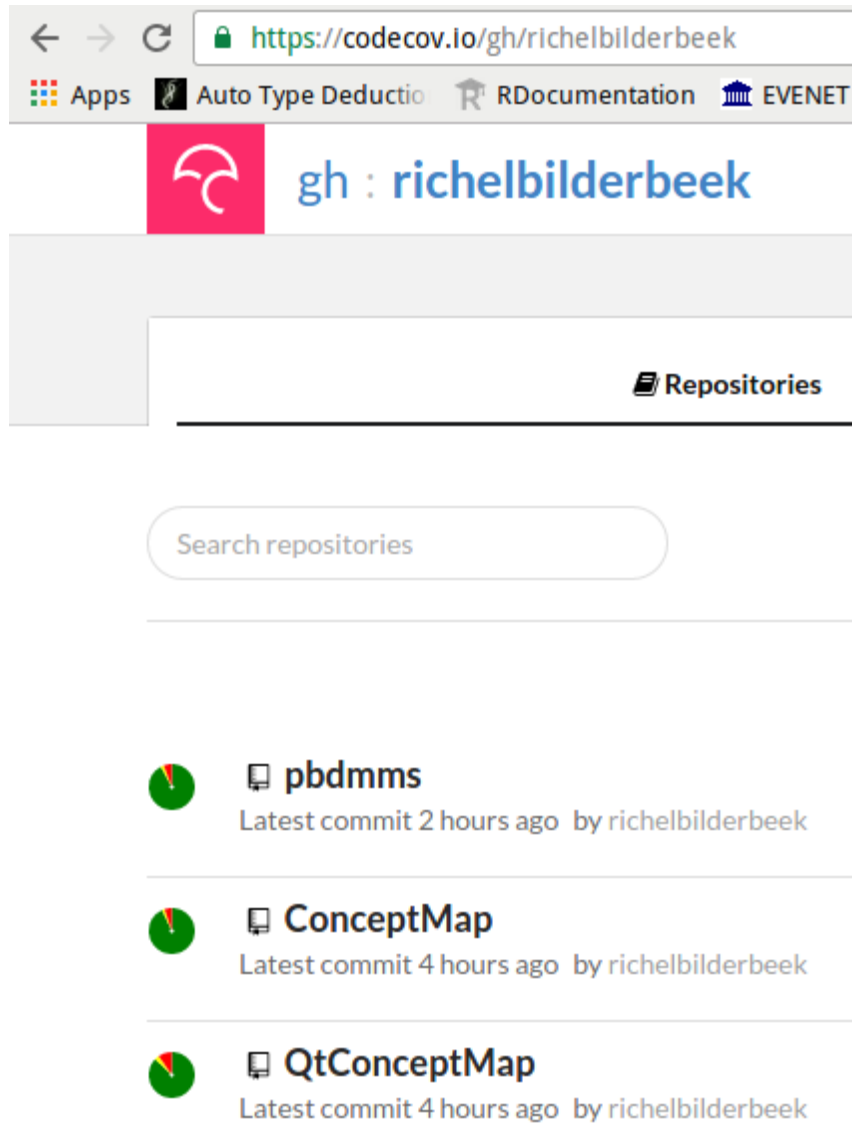 https://codecov.io/gh/richelbilderbeek
Apps Auto Type Deductio RDocumentation EVENET
gh : richelbilderbeek
Repositories
Search repositories
pbdmms
Latest commit 2 hours ago by richelbilderbeek
ConceptMap
Latest commit 4 hours ago by richelbilderbeek
QtConceptMap
Latest commit 4 hours ago by richelbilderbeek